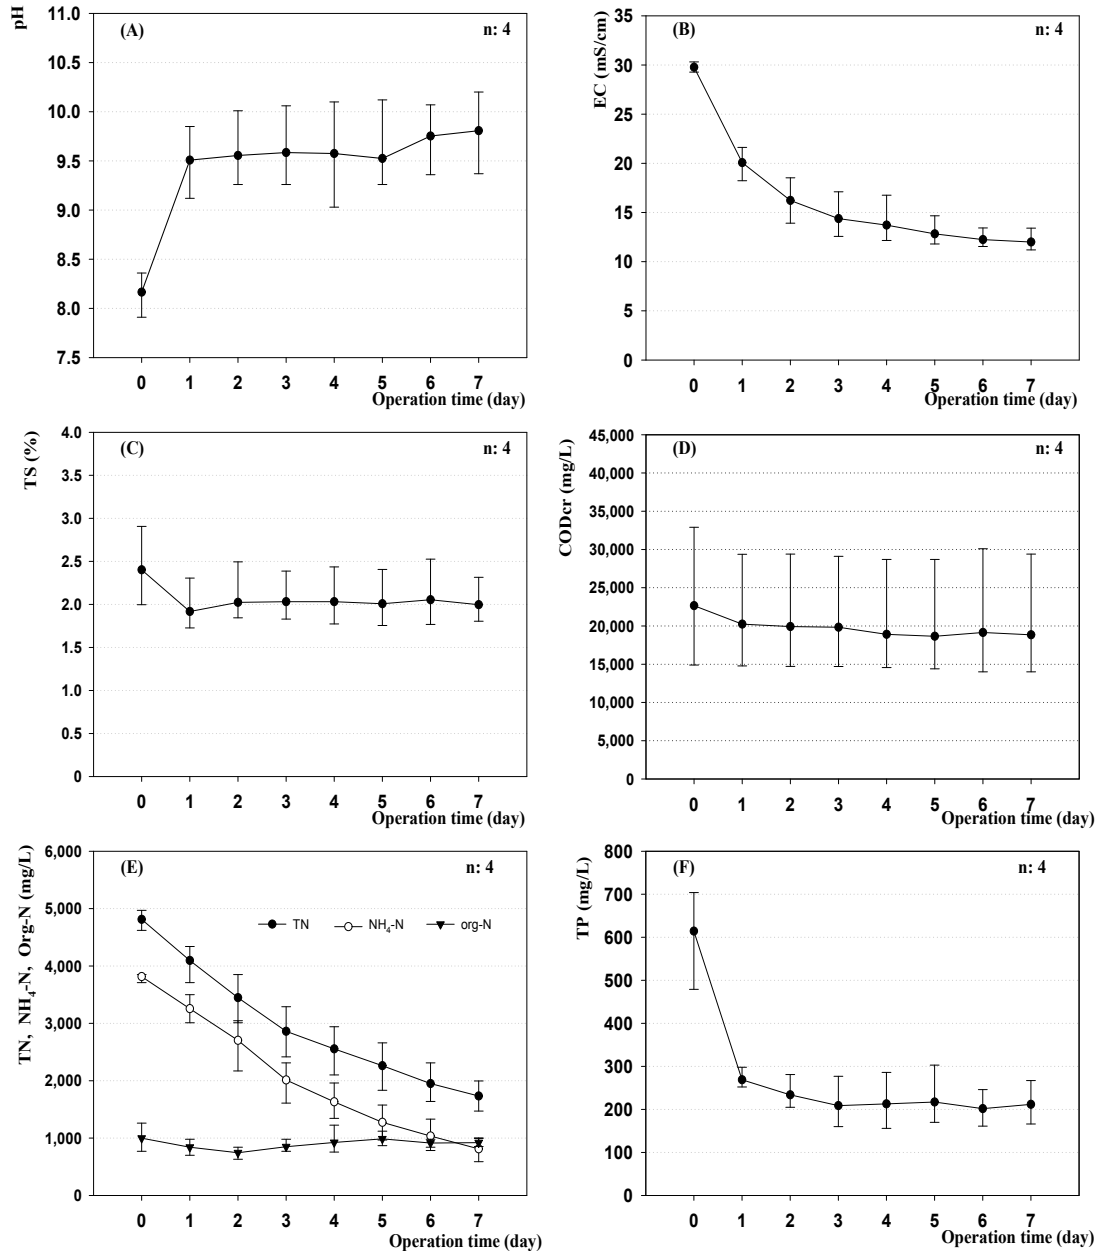 pH
(A)
n: 4
11.0
10.5
10.0
9.5
9.0
8.5
8.0
7.5
0 1 2 3 4 5 6 7
Operation time (day)
EC (mS/cm)
(B)
n: 4
35
30
25
20
15
10
5
0
0 1 2 3 4 5 6 7
Operation time (day)
TS (%)
(C)
n: 4
4.0
3.5
3.0
2.5
2.0
1.5
1.0
0.5
0
0 1 2 3 4 5 6 7
Operation time (day)
CODcr (mg/L)
(D)
n: 4
45,000
40,000
35,000
30,000
25,000
20,000
15,000
10,000
5,000
0
0 1 2 3 4 5 6 7
Operation time (day)
TN, NH₄-N, Org-N (mg/L)
(E)
n: 4
TN NH₄-N org-N
6,000
5,000
4,000
3,000
2,000
1,000
0
0 1 2 3 4 5 6 7
Operation time (day)
TP (mg/L)
(F)
n: 4
800
700
600
500
400
300
200
100
0
0 1 2 3 4 5 6 7
Operation time (day)